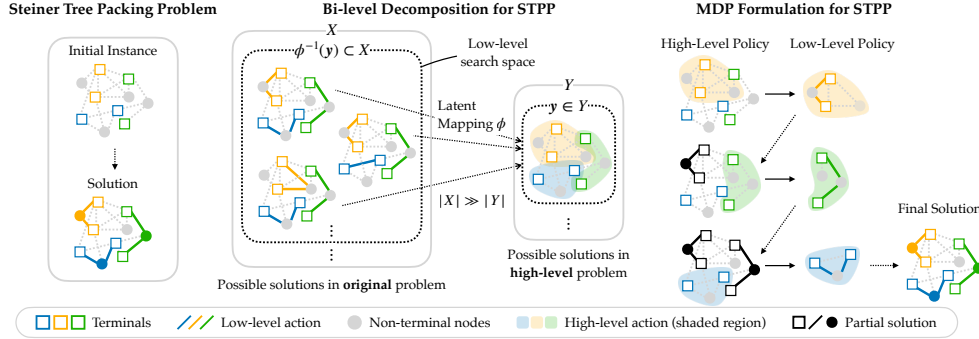 Steiner Tree Packing Problem
Initial Instance
Solution
Bi-level Decomposition for STPP
X
ϕ⁻¹(y) ⊂ X
Low-level
search space
Latent
Mapping ϕ
|X| ≫ |Y|
Y
y ∈ Y
Possible solutions in original problem
Possible solutions in
high-level problem
MDP Formulation for STPP
High-Level Policy
Low-Level Policy
Final Solution
Terminals
Low-level action
Non-terminal nodes
High-level action (shaded region)
Partial solution